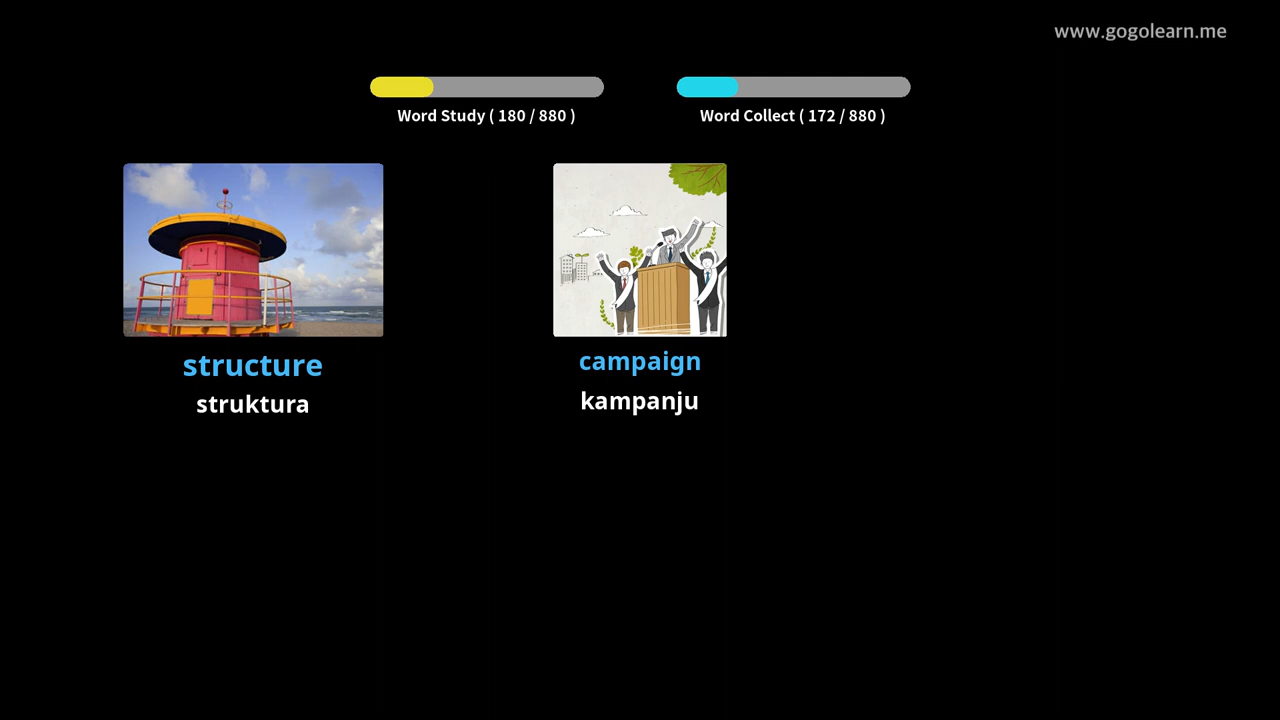 www.gogolearn.me
Word Study ( 180 / 880 )
Word Collect ( 172 / 880 )
structure
struktura
campaign
kampanju